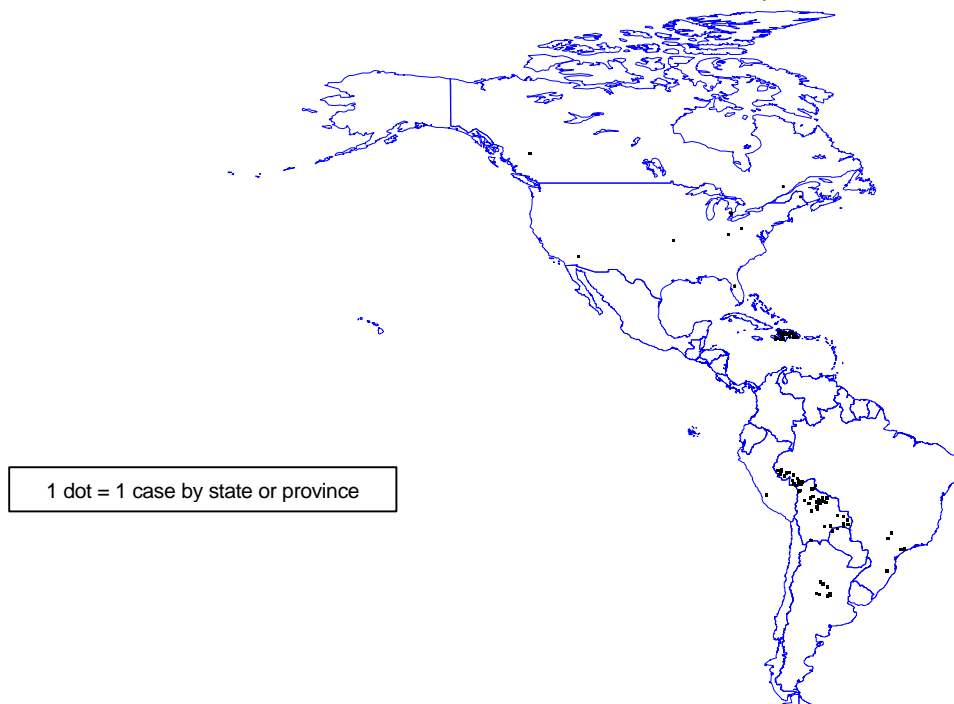 1 dot = 1 case by state or province